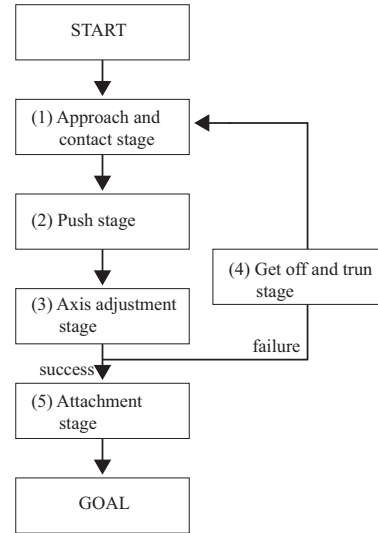 START
(1) Approach and
contact stage
(2) Push stage
(4) Get off and trun
stage
(3) Axis adjustment
stage
failure
success
(5) Attachment
stage
GOAL